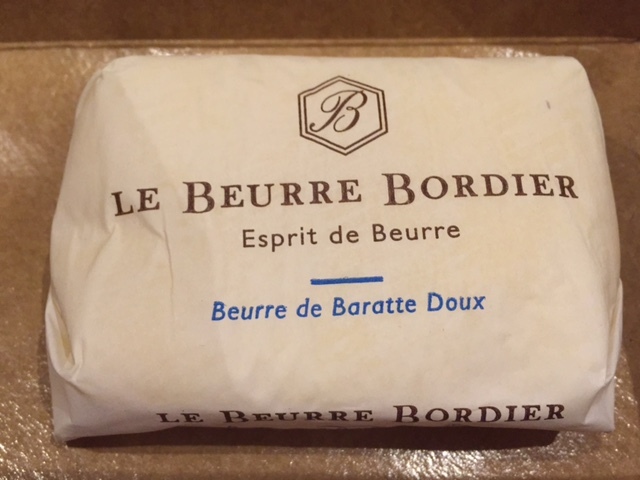 B
LE BEURRE BORDIER
Esprit de Beurre
Beurre de Baratte Doux
LE BEURRE BORDIER